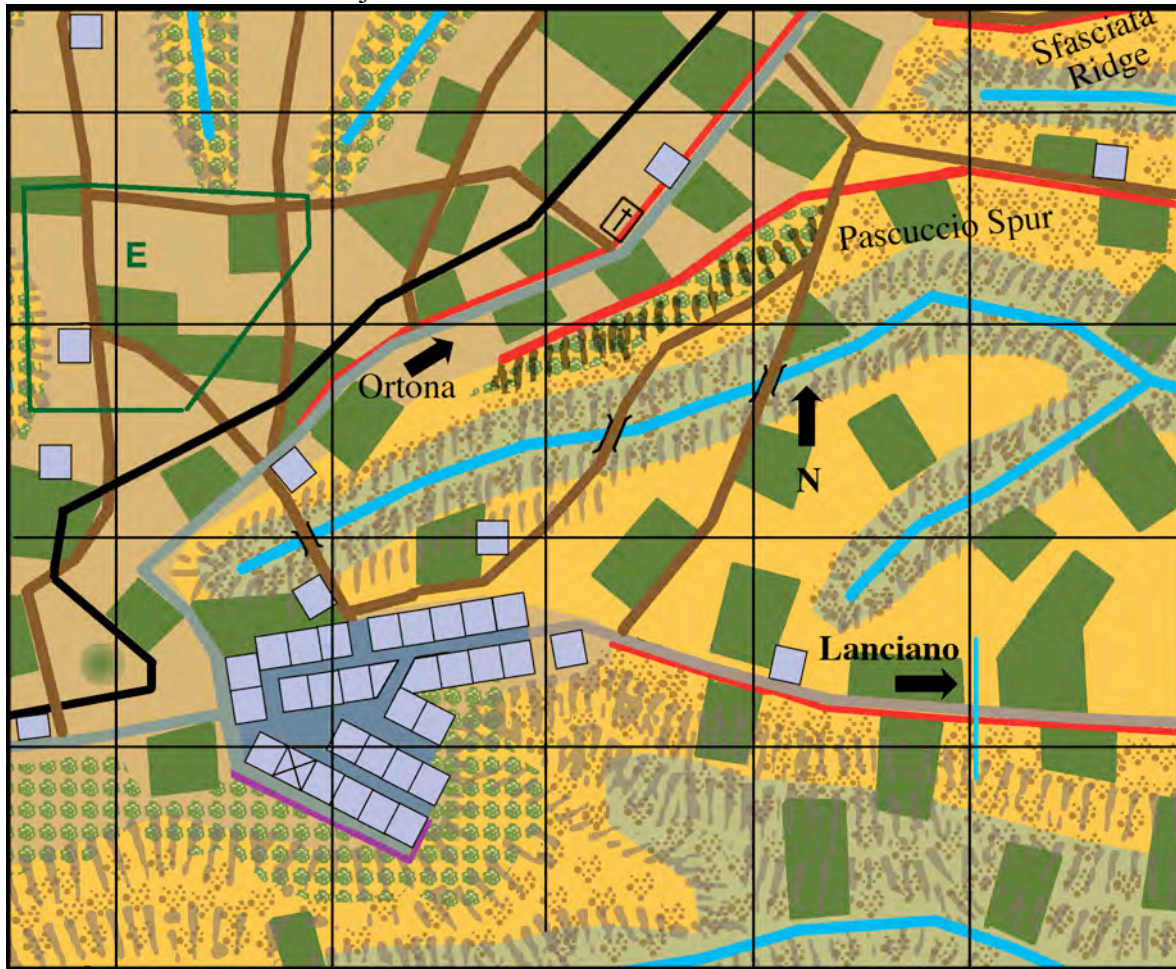 Sfasciata
Ridge
E
Pascuccio Spur
Ortona
N
Lanciano